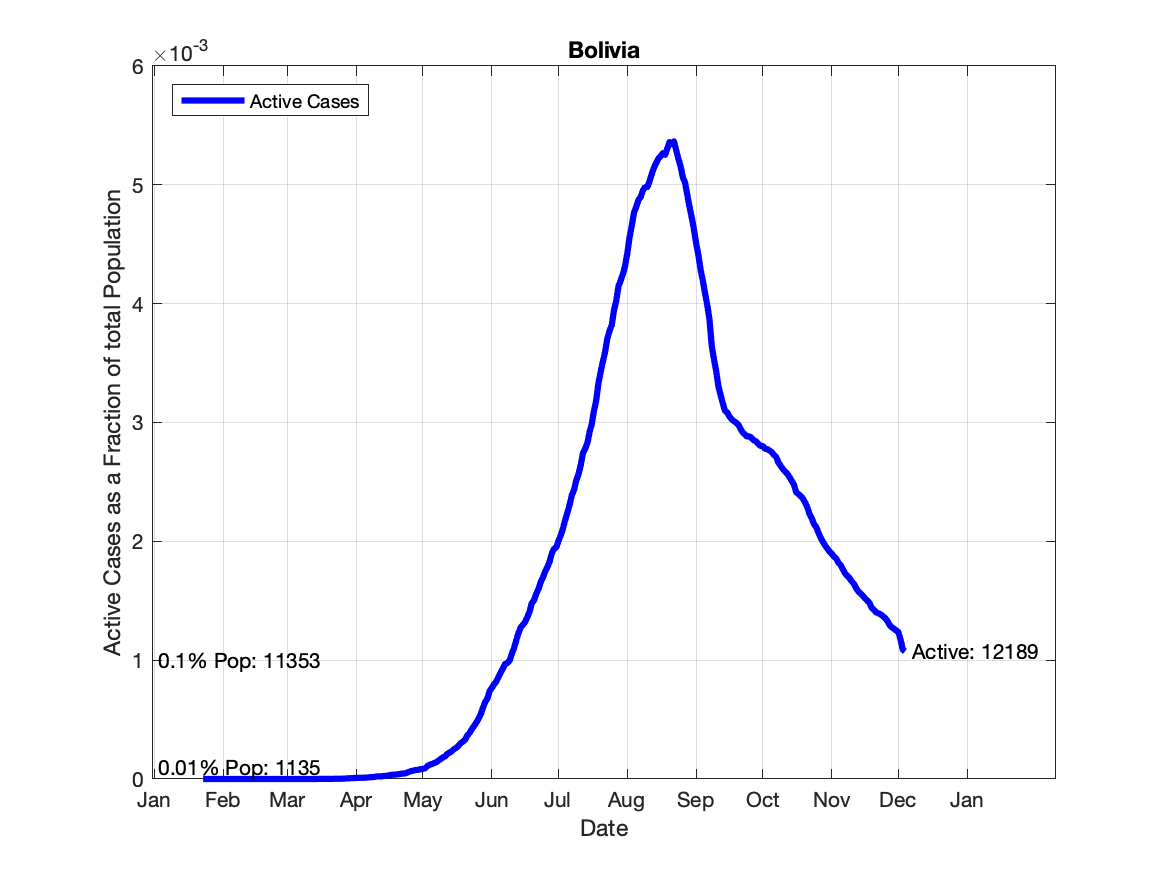 Bolivia
×10-3
6
5
4
3
2
1
0
Active Cases as a Fraction of total Population
Active Cases
0.1% Pop: 11353
0.01% Pop: 1135
Active: 12189
Jan Feb Mar Apr May Jun Jul Aug Sep Oct Nov Dec Jan
Date